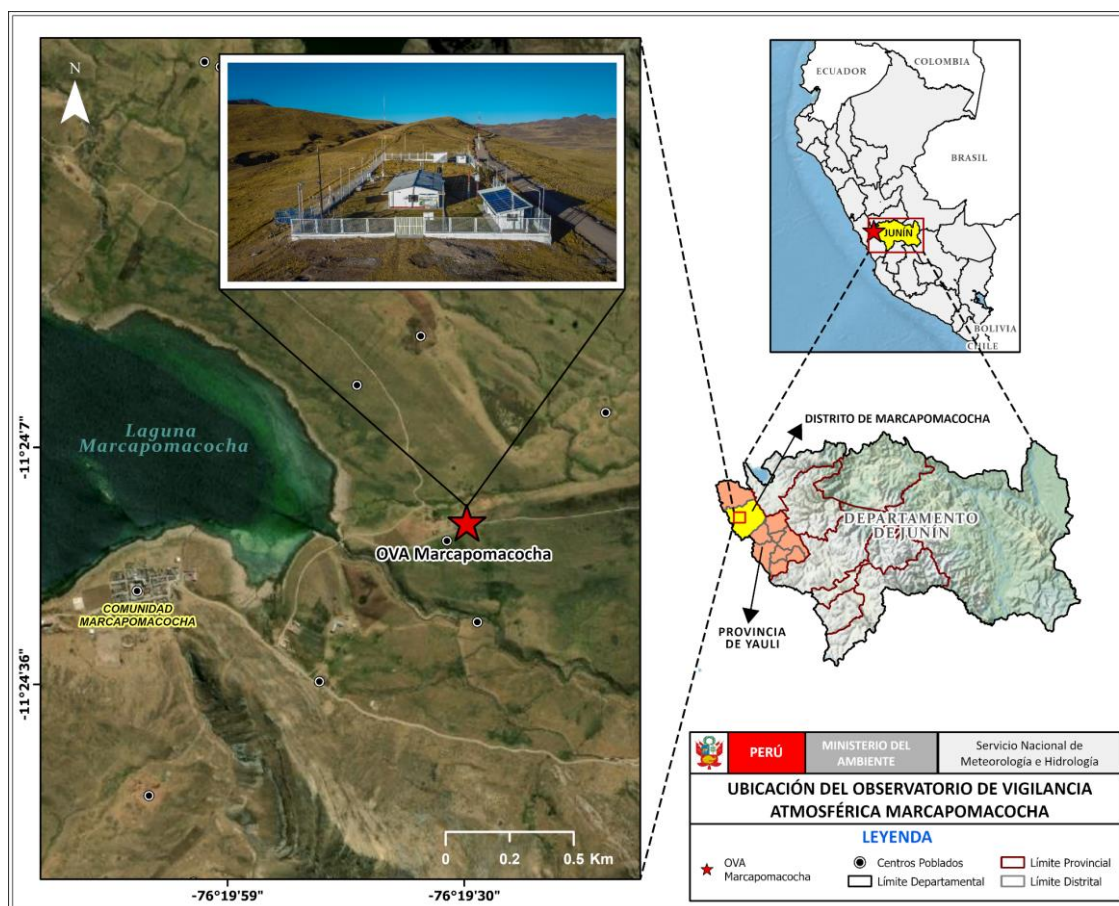 N
Laguna
Marcapomacocha
OVA Marcapomacocha
COMUNIDAD
MARCAPOMACOCHA
-11°24'7"
-11°24'36"
-76°19'59"
-76°19'30"
0 0.2 0.5 Km
ECUADOR
COLOMBIA
BRASIL
JUNÍN
BOLIVIA
CHILE
DISTRITO DE MARCAPOMACOCHA
DEPARTAMENTO
DE JUNÍN
PROVINCIA
DE YAULI
PERÚ
MINISTERIO DEL
AMBIENTE
Servicio Nacional de
Meteorología e Hidrología
UBICACIÓN DEL OBSERVATORIO DE VIGILANCIA
ATMOSFÉRICA MARCAPOMACOCHA
LEYENDA
OVA
Marcapomacocha
Centros Poblados
Límite Departamental
Límite Provincial
Límite Distrital